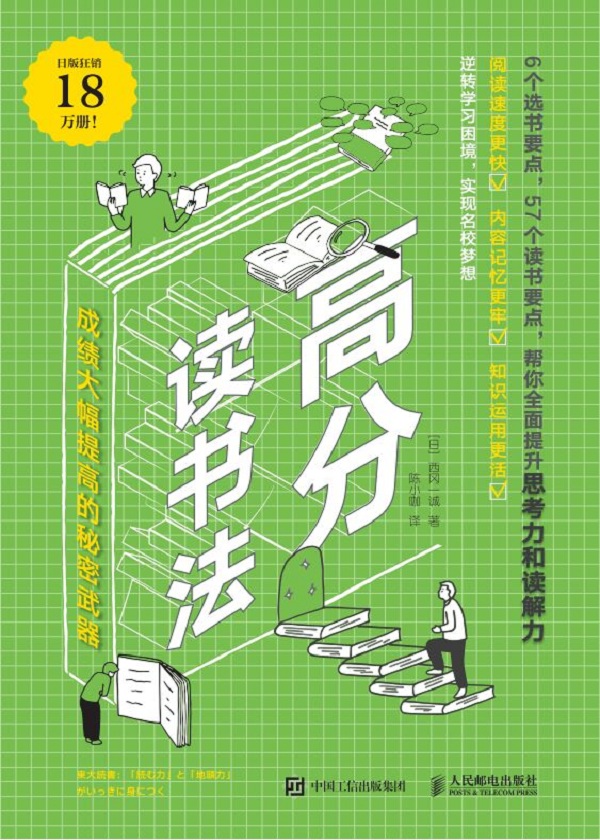 日版狂销
18
万册！
6个选书要点，57个读书要点，帮你全面提升思考力和读解力
阅读速度更快 内容记忆更牢 知识运用更活
逆转学习困境，实现名校梦想
高分
读书法
成绩大幅提高的秘密武器
［日］西冈一诚 著
陈小咖 译
東大読書：「読む力」と「地頭力」
がいっきに身につく
中国工信出版集团
人民邮电出版社
POSTS & TELECOM PRESS